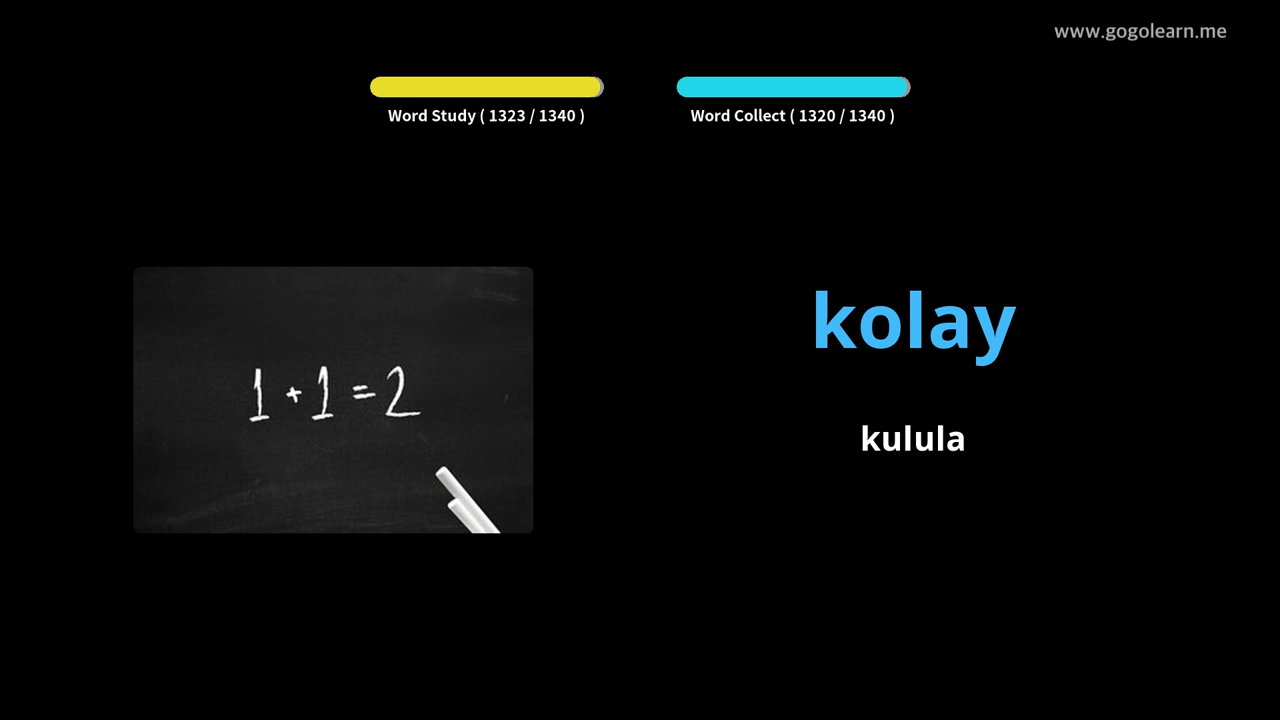 www.gogolearn.me
Word Study ( 1323 / 1340 )
Word Collect ( 1320 / 1340 )
1 + 1 = 2
kolay
kulula